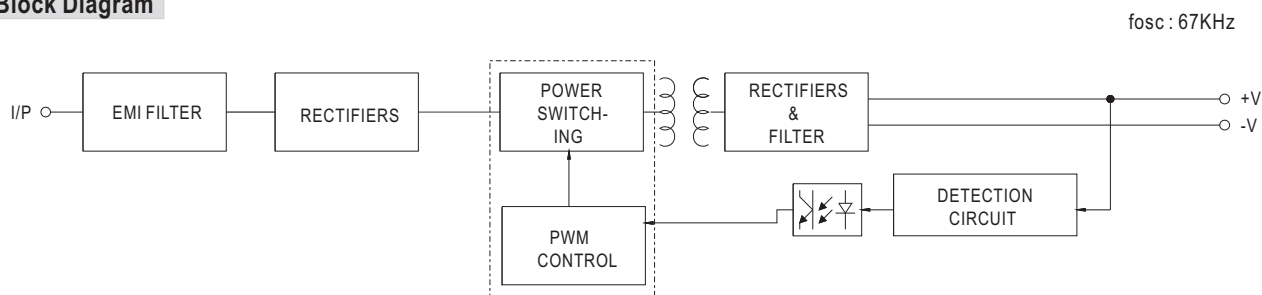 Block Diagram
fosc : 67KHz
I/P
EMI FILTER
RECTIFIERS
POWER
SWITCH-
ING
RECTIFIERS
&
FILTER
+V
-V
DETECTION
CIRCUIT
PWM
CONTROL